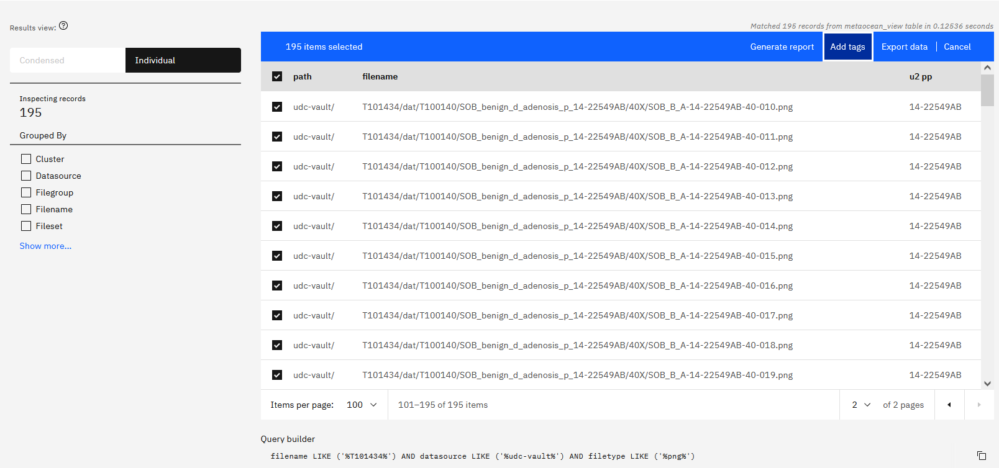 Results view:
Matched 195 records from metaocean_view table in 0.12536 seconds
Condensed Individual
195 items selected Generate report Add tags Export data Cancel
Inspecting records
195
Grouped By
Cluster
Datasource
Filegroup
Filename
Fileset
Show more...
path filename u2 pp
udc-vault/ T101434/dat/T100140/SOB_benign_d_adenosis_p_14-22549AB/40X/SOB_B_A-14-22549AB-40-010.png 14-22549AB
udc-vault/ T101434/dat/T100140/SOB_benign_d_adenosis_p_14-22549AB/40X/SOB_B_A-14-22549AB-40-011.png 14-22549AB
udc-vault/ T101434/dat/T100140/SOB_benign_d_adenosis_p_14-22549AB/40X/SOB_B_A-14-22549AB-40-012.png 14-22549AB
udc-vault/ T101434/dat/T100140/SOB_benign_d_adenosis_p_14-22549AB/40X/SOB_B_A-14-22549AB-40-013.png 14-22549AB
udc-vault/ T101434/dat/T100140/SOB_benign_d_adenosis_p_14-22549AB/40X/SOB_B_A-14-22549AB-40-014.png 14-22549AB
udc-vault/ T101434/dat/T100140/SOB_benign_d_adenosis_p_14-22549AB/40X/SOB_B_A-14-22549AB-40-015.png 14-22549AB
udc-vault/ T101434/dat/T100140/SOB_benign_d_adenosis_p_14-22549AB/40X/SOB_B_A-14-22549AB-40-016.png 14-22549AB
udc-vault/ T101434/dat/T100140/SOB_benign_d_adenosis_p_14-22549AB/40X/SOB_B_A-14-22549AB-40-017.png 14-22549AB
udc-vault/ T101434/dat/T100140/SOB_benign_d_adenosis_p_14-22549AB/40X/SOB_B_A-14-22549AB-40-018.png 14-22549AB
udc-vault/ T101434/dat/T100140/SOB_benign_d_adenosis_p_14-22549AB/40X/SOB_B_A-14-22549AB-40-019.png 14-22549AB
Items per page: 100 101–195 of 195 items 2 of 2 pages
Query builder
filename LIKE ('%T101434%') AND datasource LIKE ('%udc-vault%') AND filetype LIKE ('%png%')